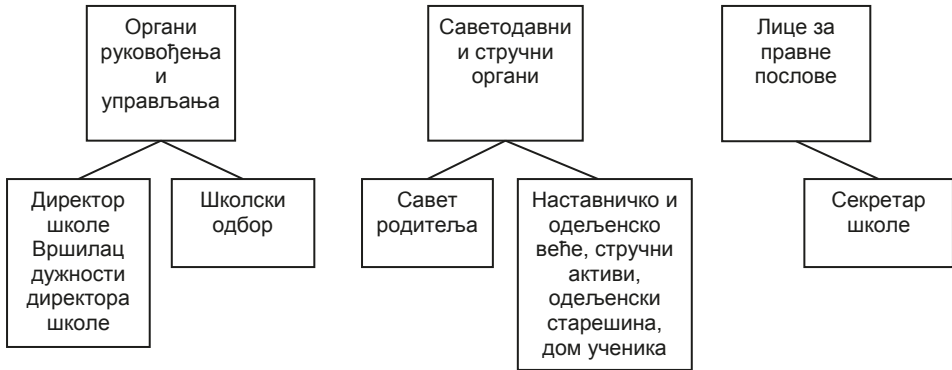 Органи
руковођења
и
управљања
Саветодавни
и стручни
органи
Лице за
правне
послове
Директор
школе
Вршилац
дужности
директора
школе
Школски
одбор
Савет
родитеља
Наставничко и
одељенско
веће, стручни
активи,
одељенски
старешина,
дом ученика
Секретар
школе